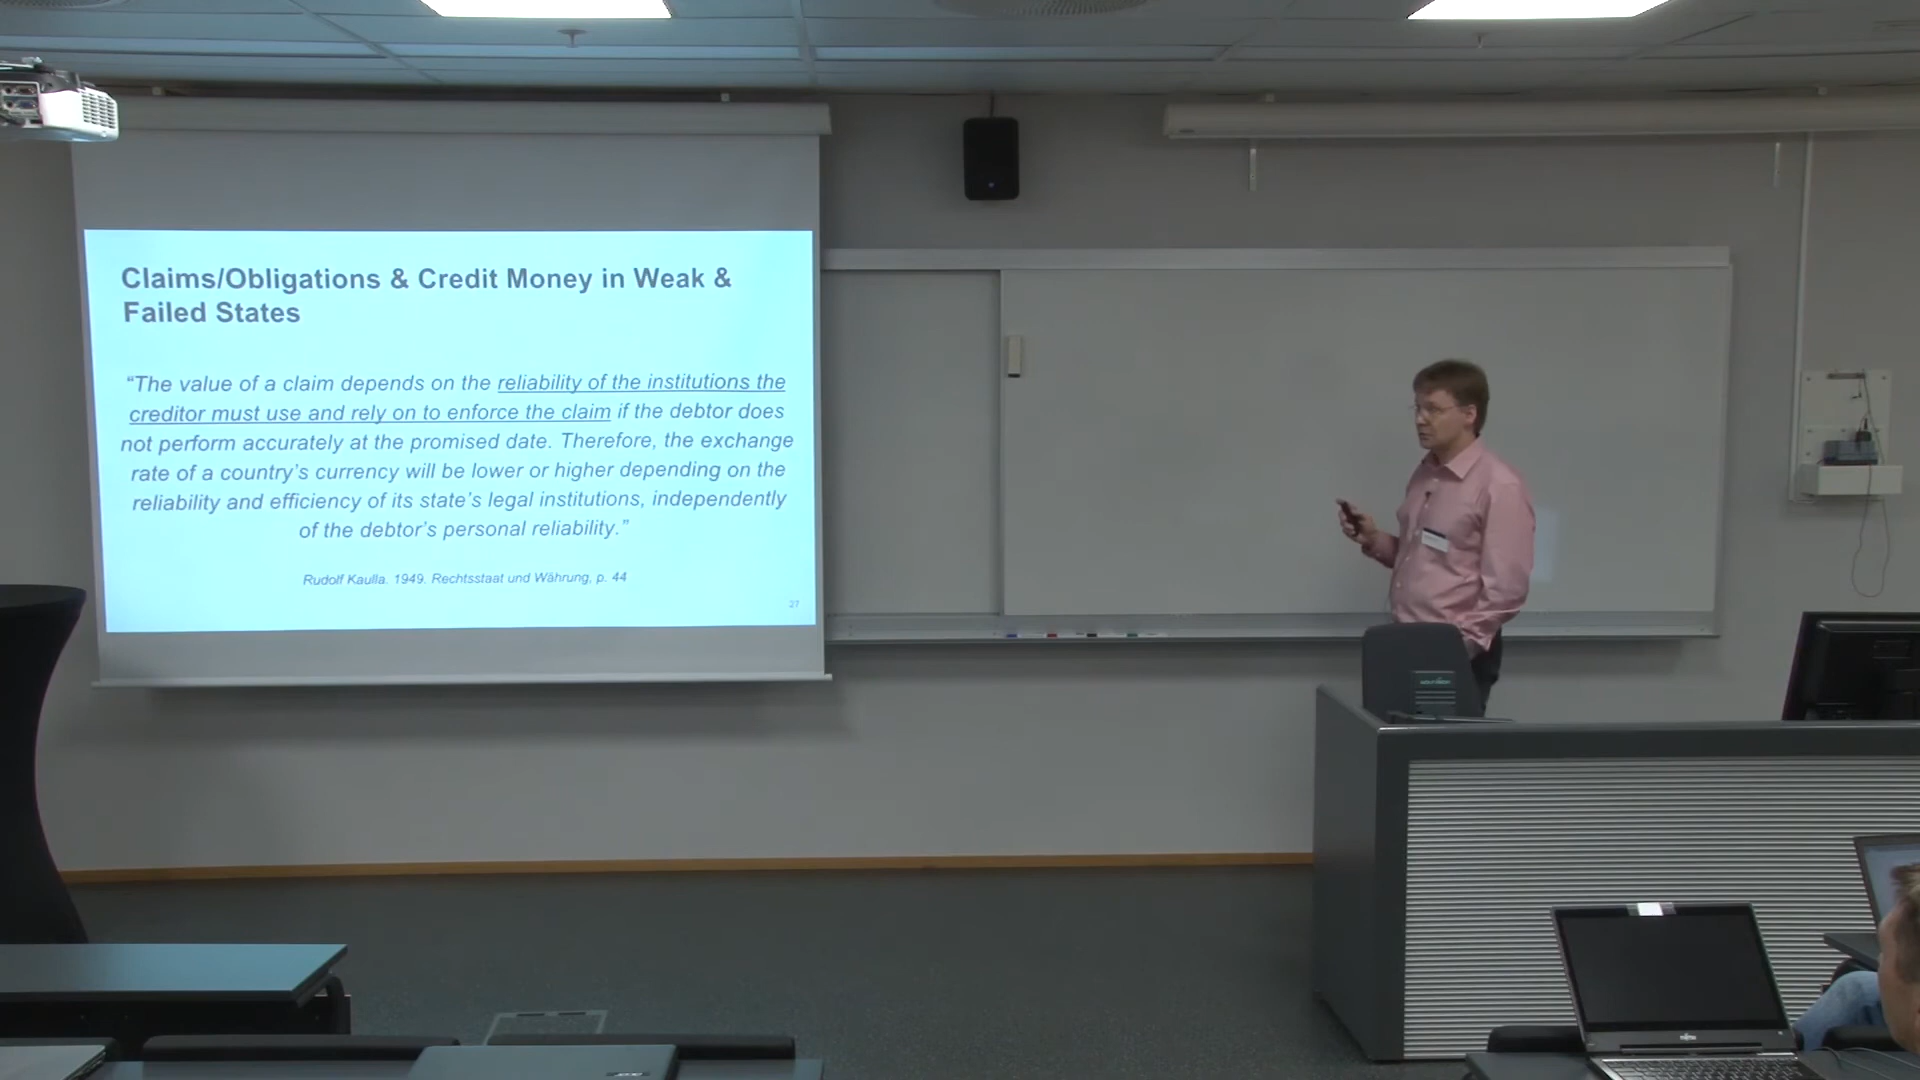 Claims/Obligations & Credit Money in Weak &
Failed States
“The value of a claim depends on the reliability of the institutions the
creditor must use and rely on to enforce the claim if the debtor does
not perform accurately at the promised date. Therefore, the exchange
rate of a country’s currency will be lower or higher depending on the
reliability and efficiency of its state’s legal institutions, independently
of the debtor’s personal reliability.”
Rudolf Kaulla. 1949. Rechtsstaat und Währung, p. 44
27